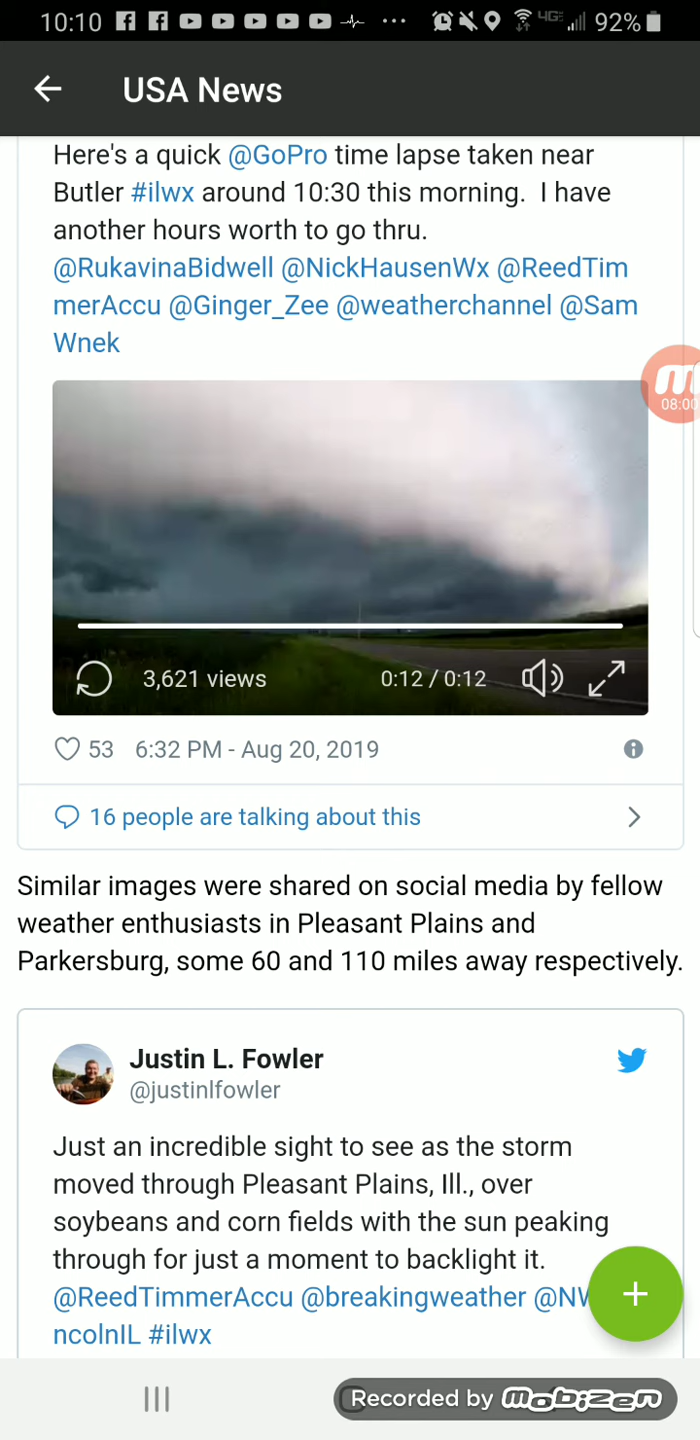 10:10 4GE 92%
USA News
Here's a quick @GoPro time lapse taken near
Butler #ilwx around 10:30 this morning. I have
another hours worth to go thru.
@RukavinaBidwell @NickHausenWx @ReedTim
merAccu @Ginger_Zee @weatherchannel @Sam
Wnek
08:00
3,621 views 0:12 / 0:12
53 6:32 PM - Aug 20, 2019
16 people are talking about this
Similar images were shared on social media by fellow
weather enthusiasts in Pleasant Plains and
Parkersburg, some 60 and 110 miles away respectively.
Justin L. Fowler
@justinlfowler
Just an incredible sight to see as the storm
moved through Pleasant Plains, Ill., over
soybeans and corn fields with the sun peaking
through for just a moment to backlight it.
@ReedTimmerAccu @breakingweather @NW
ncolnIL #ilwx
Recorded by mobizen